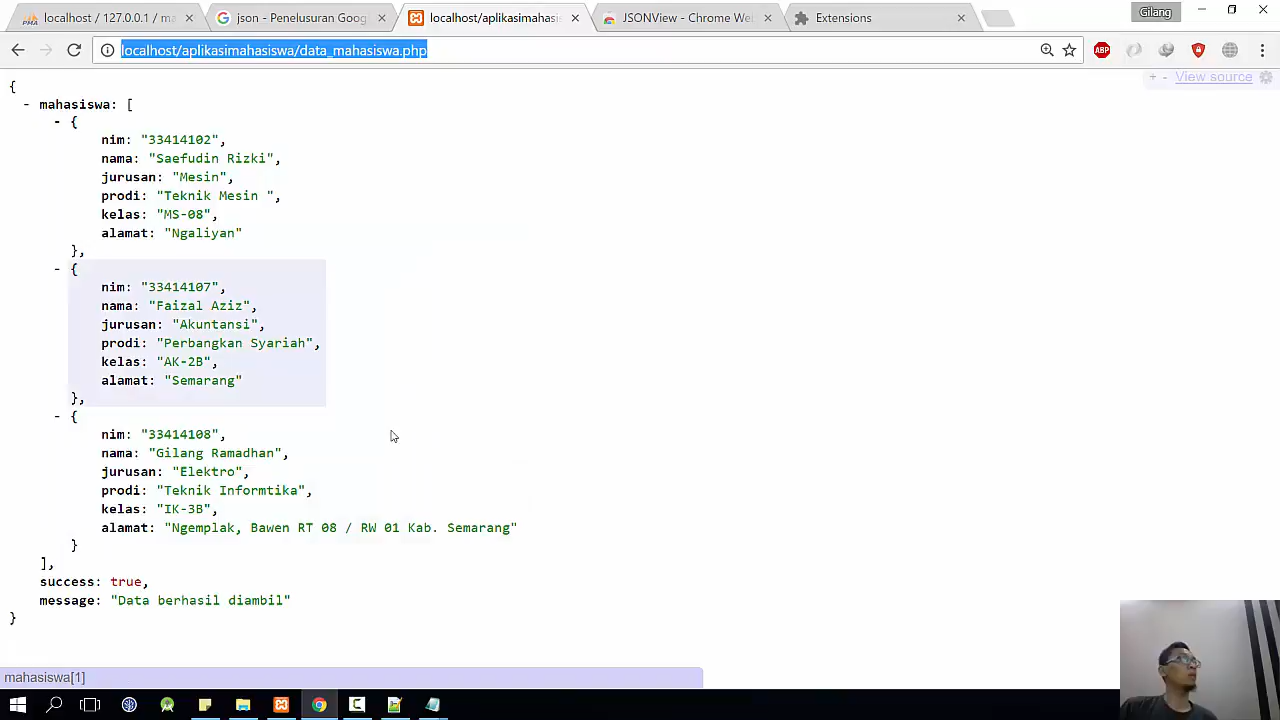 localhost / 127.0.0.1 / ma
json - Penelusuran Goog
localhost/aplikasimahasis
JSONView - Chrome We
Extensions
Gilang
localhost/aplikasimahasiswa/data_mahasiswa.php
ABP
+ - View source
{
- mahasiswa: [
- {
nim: "33414102",
nama: "Saefudin Rizki",
jurusan: "Mesin",
prodi: "Teknik Mesin ",
kelas: "MS-08",
alamat: "Ngaliyan"
},
- {
nim: "33414107",
nama: "Faizal Aziz",
jurusan: "Akuntansi",
prodi: "Perbangkan Syariah",
kelas: "AK-2B",
alamat: "Semarang"
},
- {
nim: "33414108",
nama: "Gilang Ramadhan",
jurusan: "Elektro",
prodi: "Teknik Informtika",
kelas: "IK-3B",
alamat: "Ngemplak, Bawen RT 08 / RW 01 Kab. Semarang"
}
],
success: true,
message: "Data berhasil diambil"
}
mahasiswa[1]